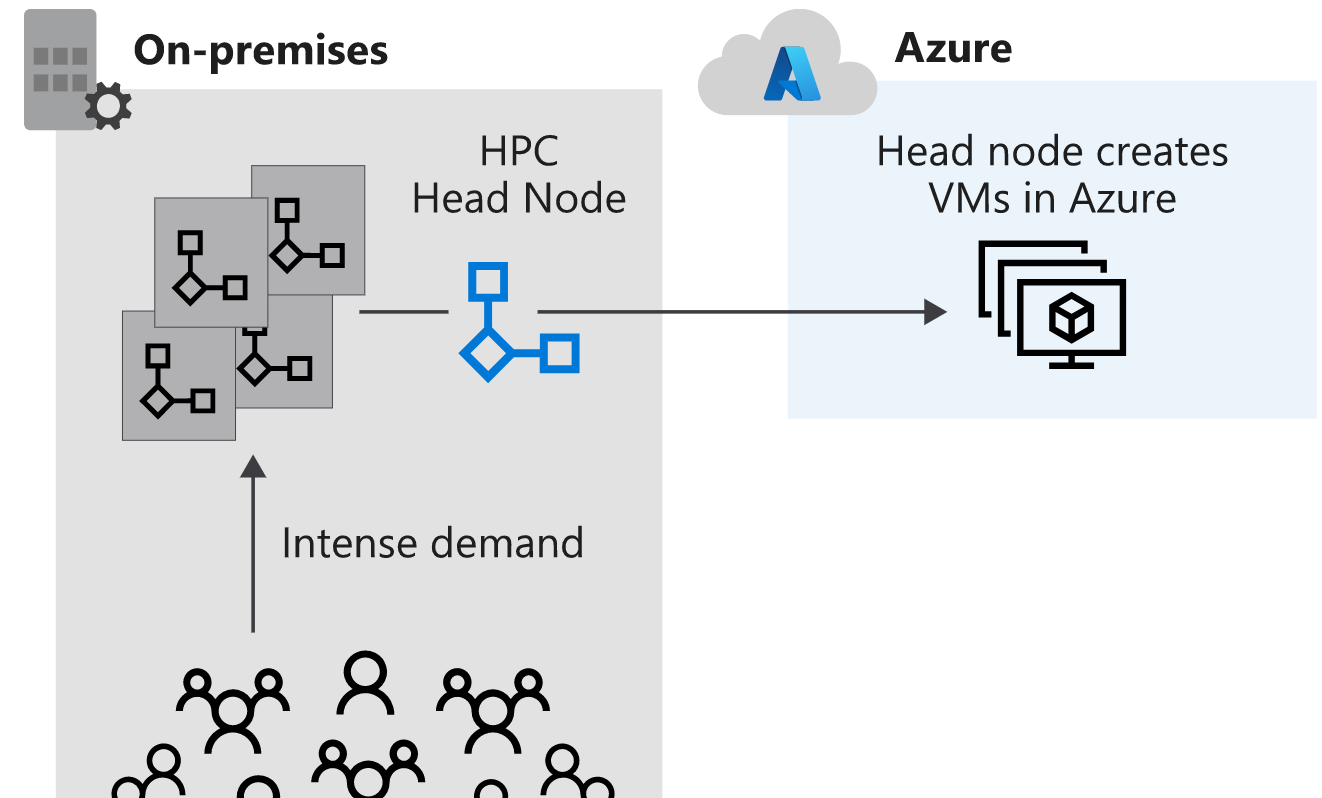 On-premises
Azure
HPC
Head Node
Head node creates
VMs in Azure
Intense demand